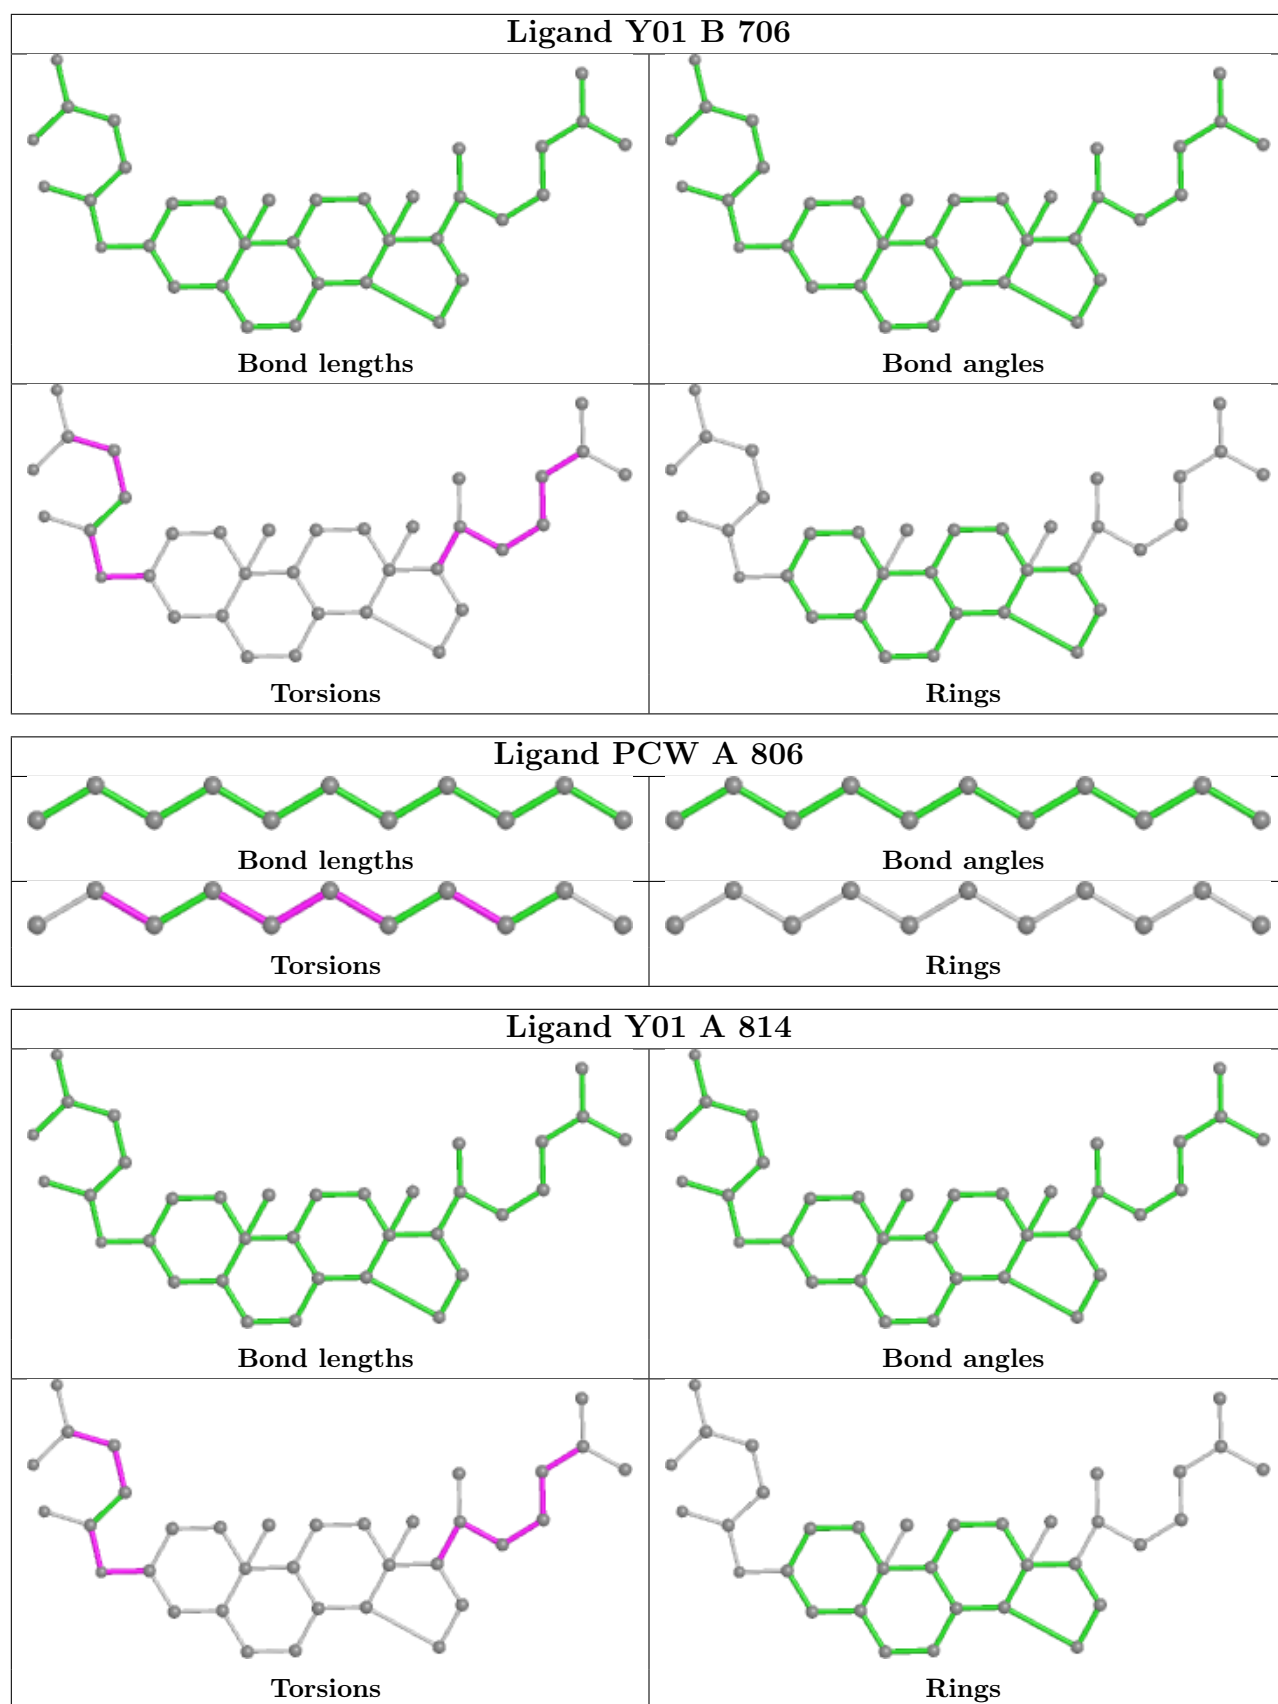 Ligand Y01 B 706
Bond lengths
Bond angles
Torsions
Rings
Ligand PCW A 806
Bond lengths
Bond angles
Torsions
Rings
Ligand Y01 A 814
Bond lengths
Bond angles
Torsions
Rings